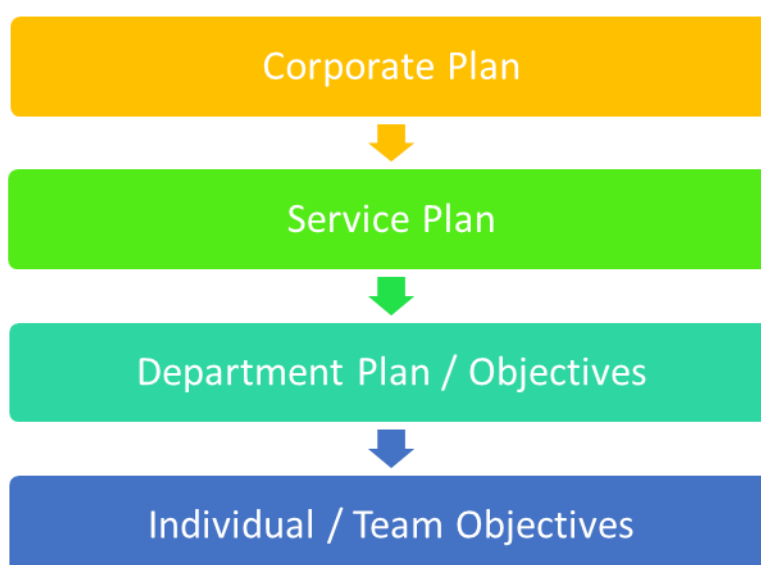 Corporate Plan
Service Plan
Department Plan / Objectives
Individual / Team Objectives